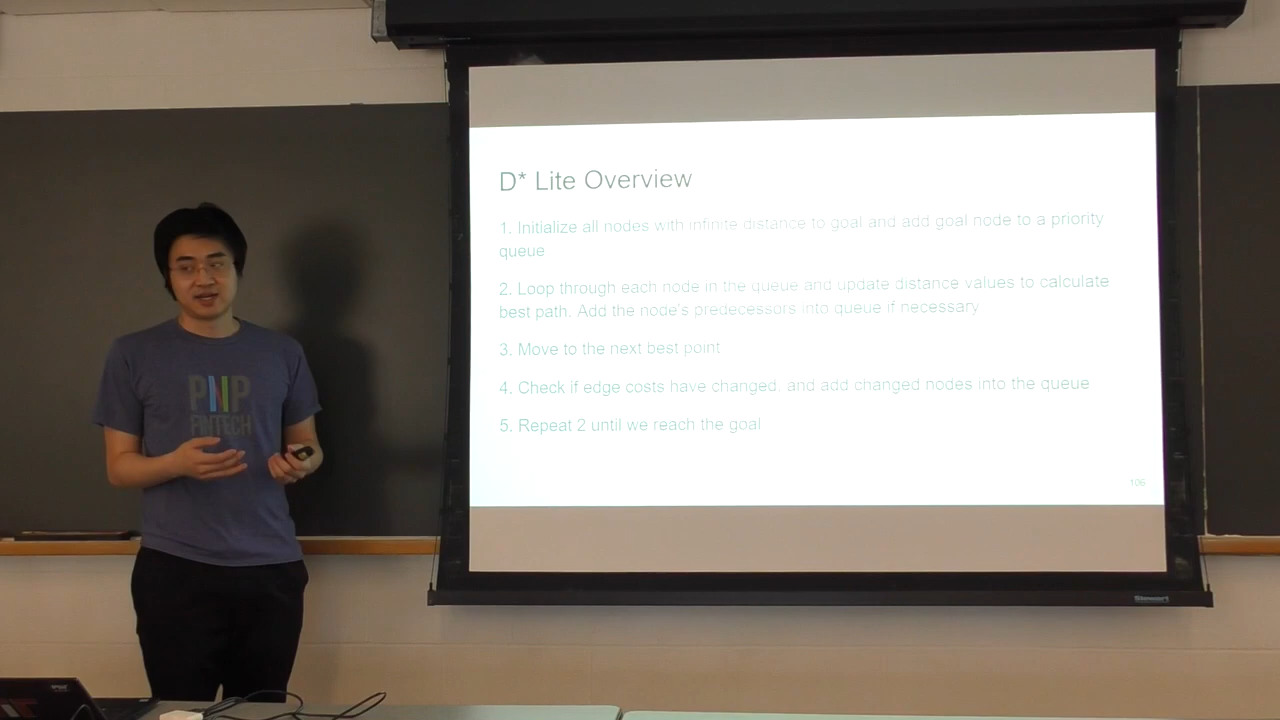 D* Lite Overview
1. Initialize all nodes with infinite distance to goal and add goal node to a priority
queue
2. Loop through each node in the queue and update distance values to calculate
best path. Add the node's predecessors into queue if necessary
3. Move to the next best point
4. Check if edge costs have changed, and add changed nodes into the queue
5. Repeat 2 until we reach the goal
106
PNP
FINTECH
Stewart